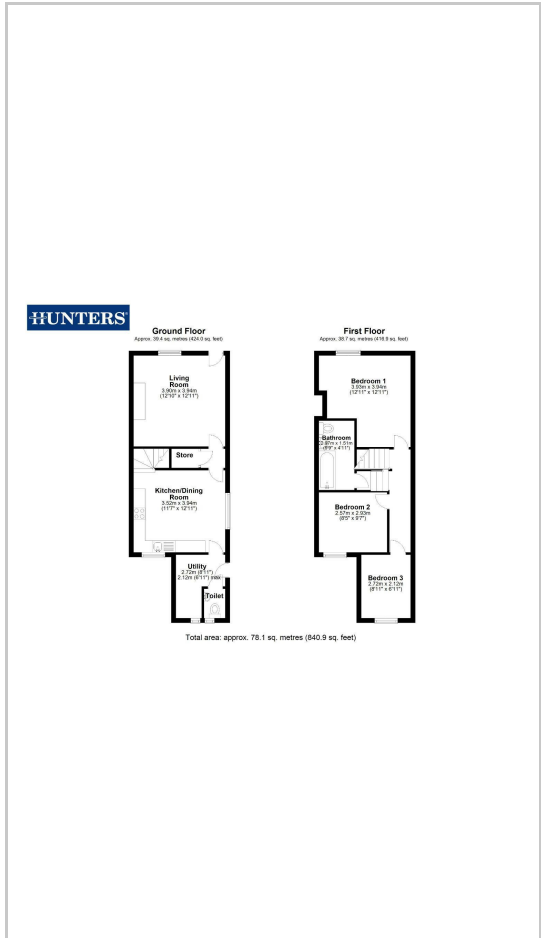 HUNTERS®
Ground Floor
Approx. 39.4 sq. metres (424.0 sq. feet)
Living
Room
3.90m x 3.94m
(12'10" x 12'11")
Store
Kitchen/Dining
Room
3.52m x 3.94m
(11'7" x 12'11")
Utility
2.72m (8'11")
2.12m (6'11") max
Toilet
First Floor
Approx. 38.7 sq. metres (416.9 sq. feet)
Bedroom 1
3.93m x 3.94m
(12'11" x 12'11")
Bathroom
x 1.51m
x 4'11")
Bedroom 2
2.57m x 2.93m
(8'5" x 9'7")
Bedroom 3
2.72m x 2.12m
(8'11" x 6'11")
Total area: approx. 78.1 sq. metres (840.9 sq. feet)